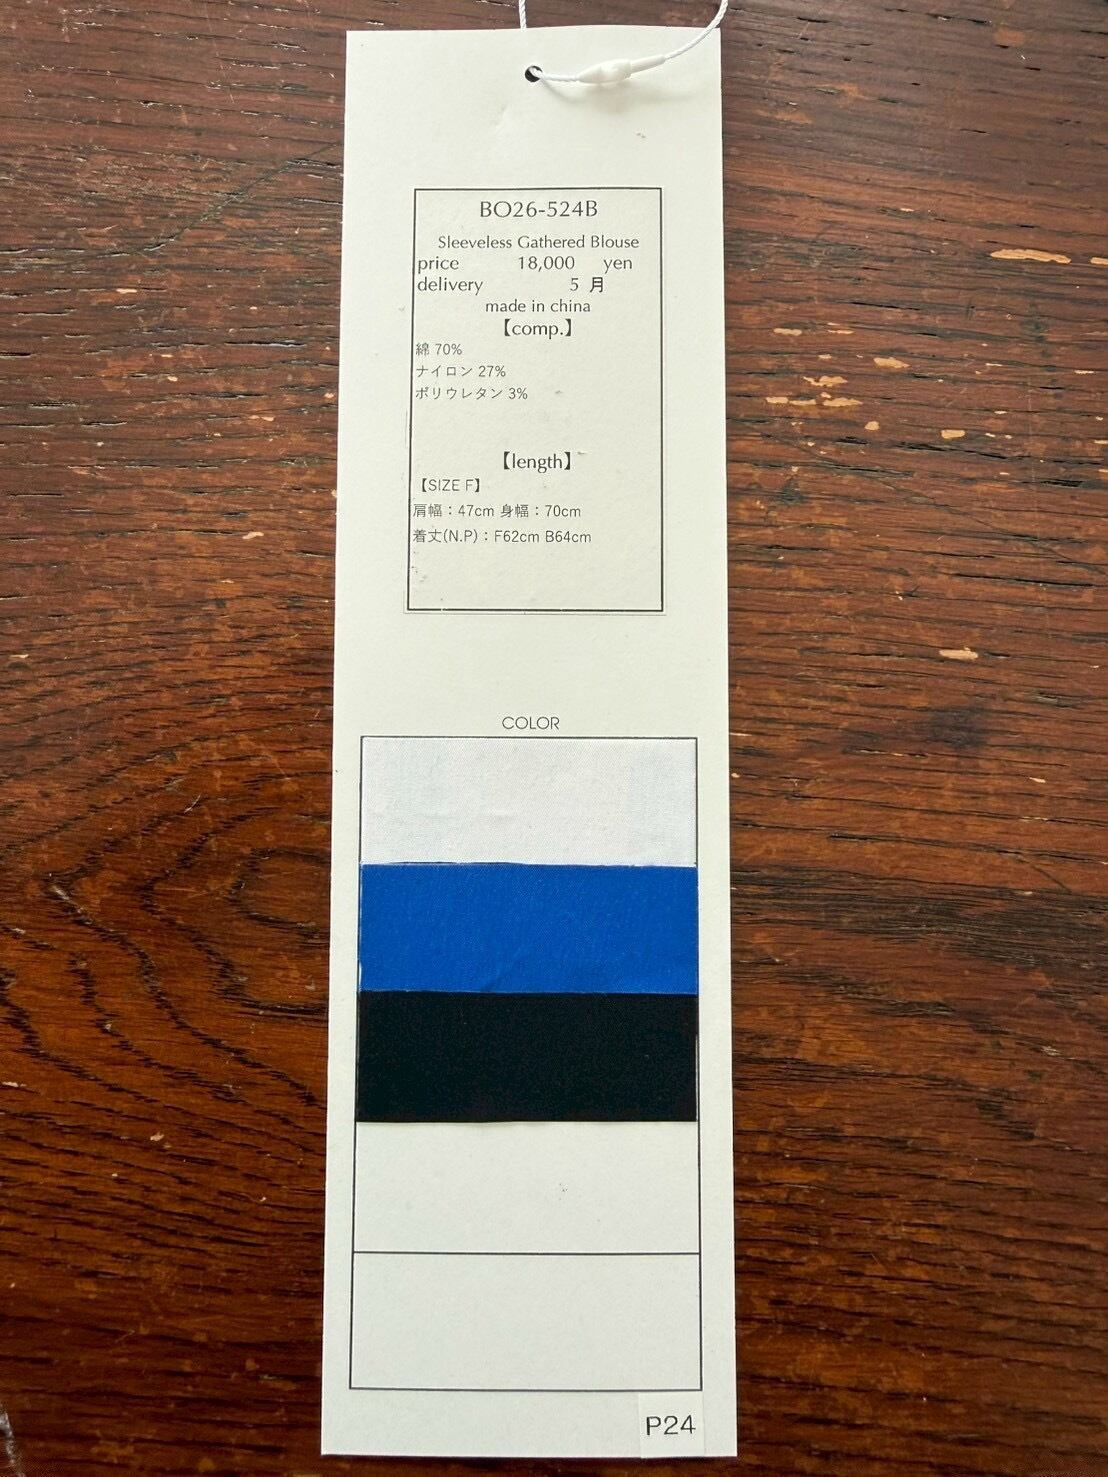 BO26-524B
Sleeveless Gathered Blouse
price 18,000 yen
delivery 5 月
made in china
【comp.】
綿 70%
ナイロン 27%
ポリウレタン 3%
【length】
【SIZE F】
肩幅：47cm 身幅：70cm
着丈(N.P)：F62cm B64cm
COLOR
P24